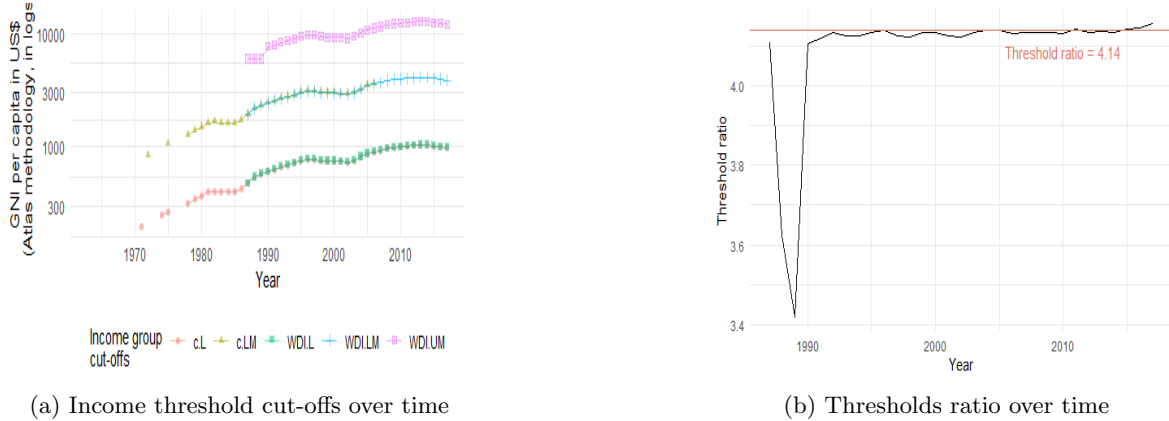 GNI per capita in US$
(Atlas methodology, in logs
10000
3000
1000
300
1970
1980
1990
2000
2010
Year
Income group
cut-offs
c.L
c.LM
WDI.L
WDI.LM
WDI.UM
(a) Income threshold cut-offs over time
Threshold ratio
4.0
3.8
3.6
3.4
Threshold ratio = 4.14
1990
2000
2010
Year
(b) Thresholds ratio over time